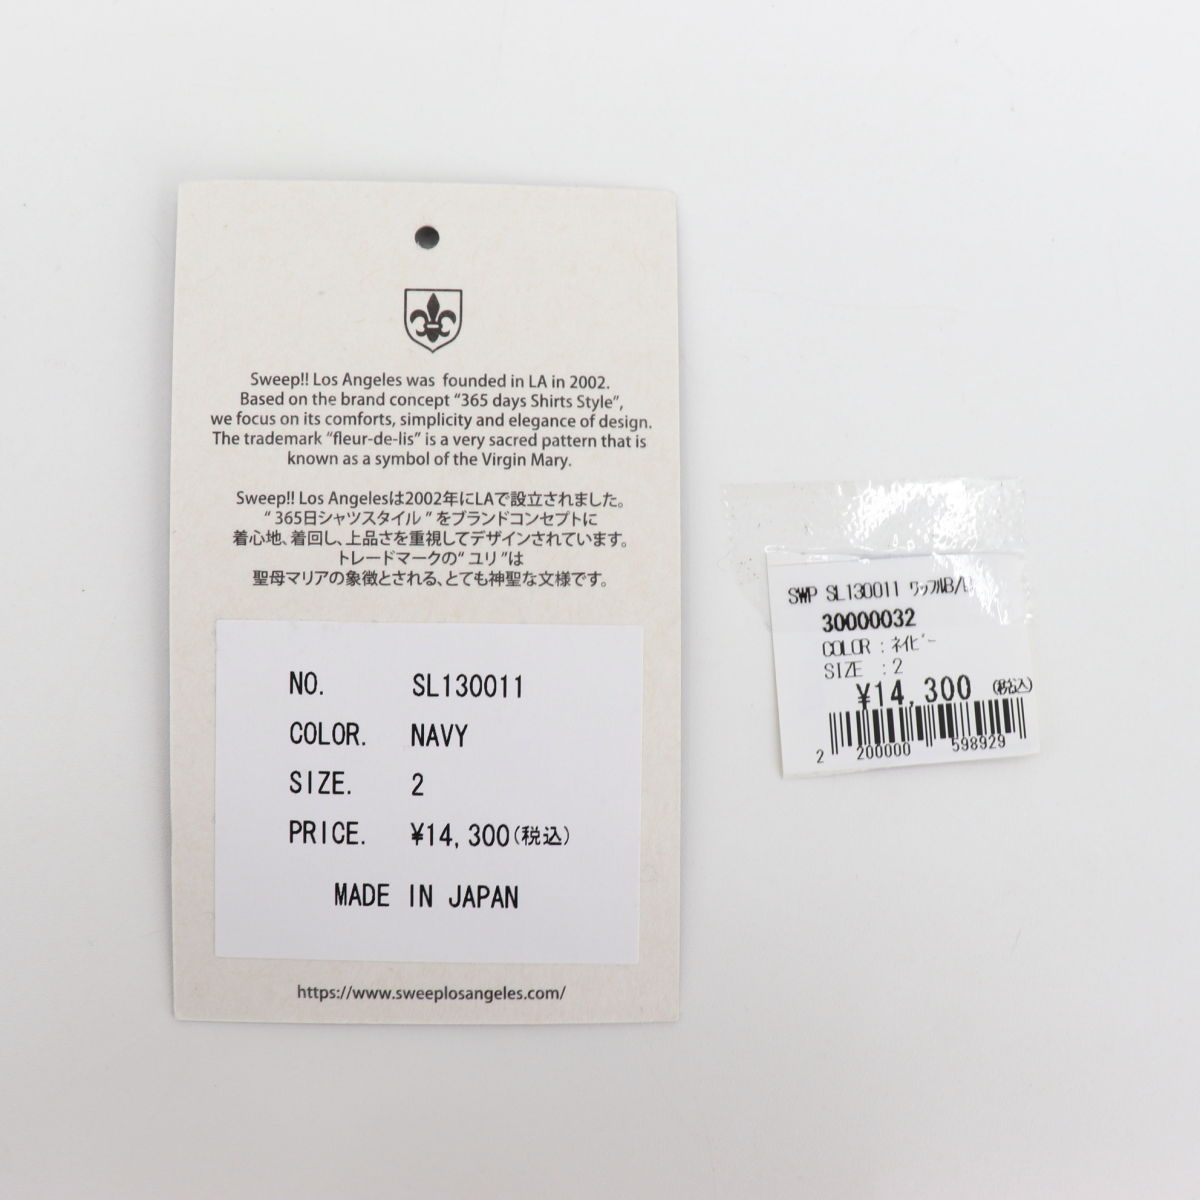 Sweep!! Los Angeles was founded in LA in 2002.
Based on the brand concept “365 days Shirts Style”,
we focus on its comforts, simplicity and elegance of design.
The trademark “fleur-de-lis” is a very sacred pattern that is
known as a symbol of the Virgin Mary.
Sweep!! Los Angelesは2002年にLAで設立されました。
“ 365日シャツスタイル ”をブランドコンセプトに
着心地、着回し、上品さを重視してデザインされています。
トレードマークの“ ユリ ”は
聖母マリアの象徴とされる、とても神聖な文様です。
NO. SL130011
COLOR. NAVY
SIZE. 2
PRICE. ¥14,300(税込)
MADE IN JAPAN
https://www.sweeplosangeles.com/
SWP SL130011 ワッフルB/
30000032
COLOR :ネイビー
SIZE :2
¥14,300 (税込)
2 200000 598929